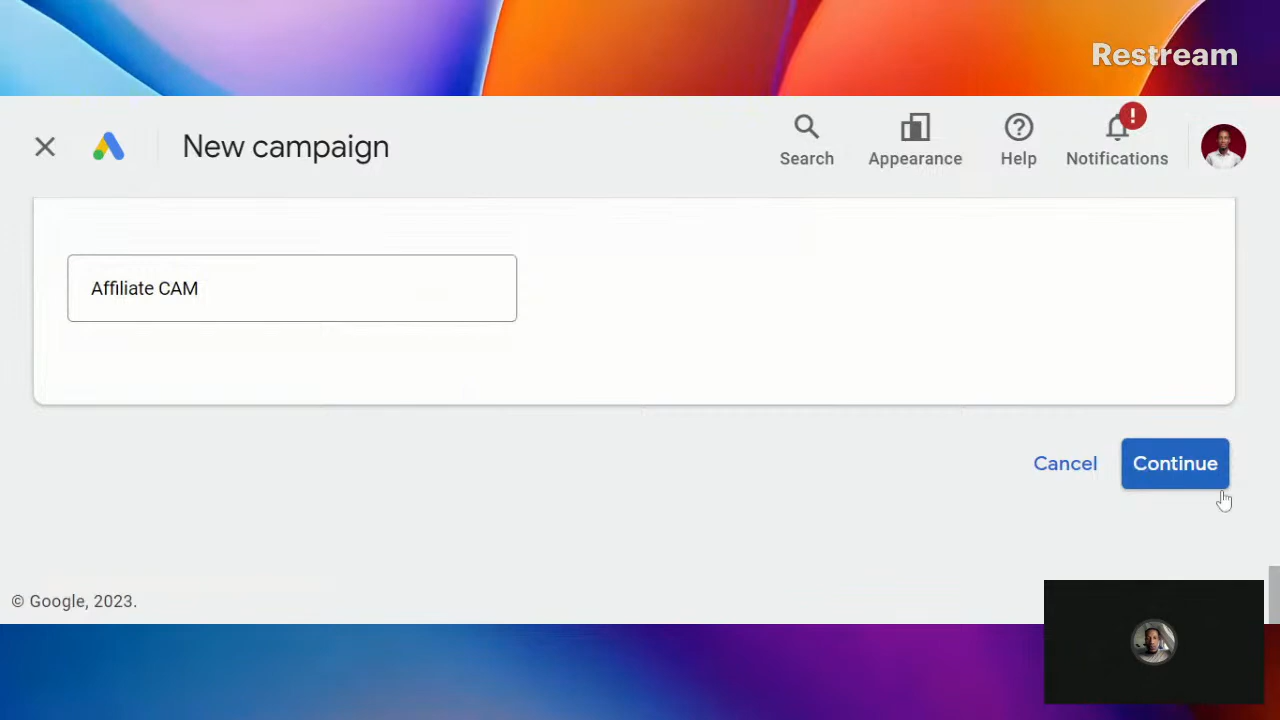 Restream
New campaign
Search
Appearance
Help
!
Notifications
Affiliate CAM
Cancel
Continue
© Google, 2023.